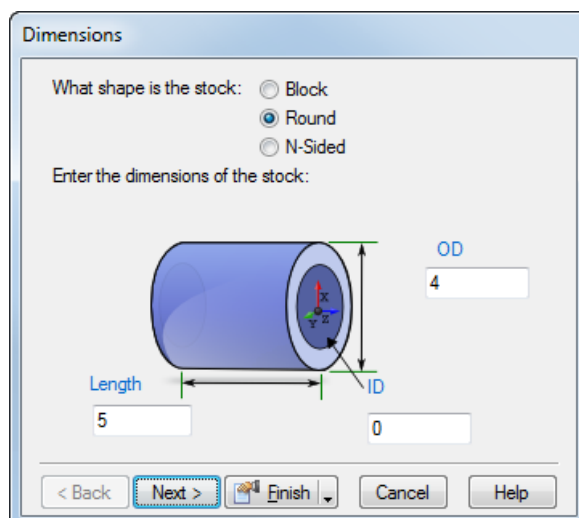 Dimensions
What shape is the stock:
Block
Round
N-Sided
Enter the dimensions of the stock:
OD
4
X
Y Z
Length
ID
5
0
< Back
Next >
Finish
Cancel
Help